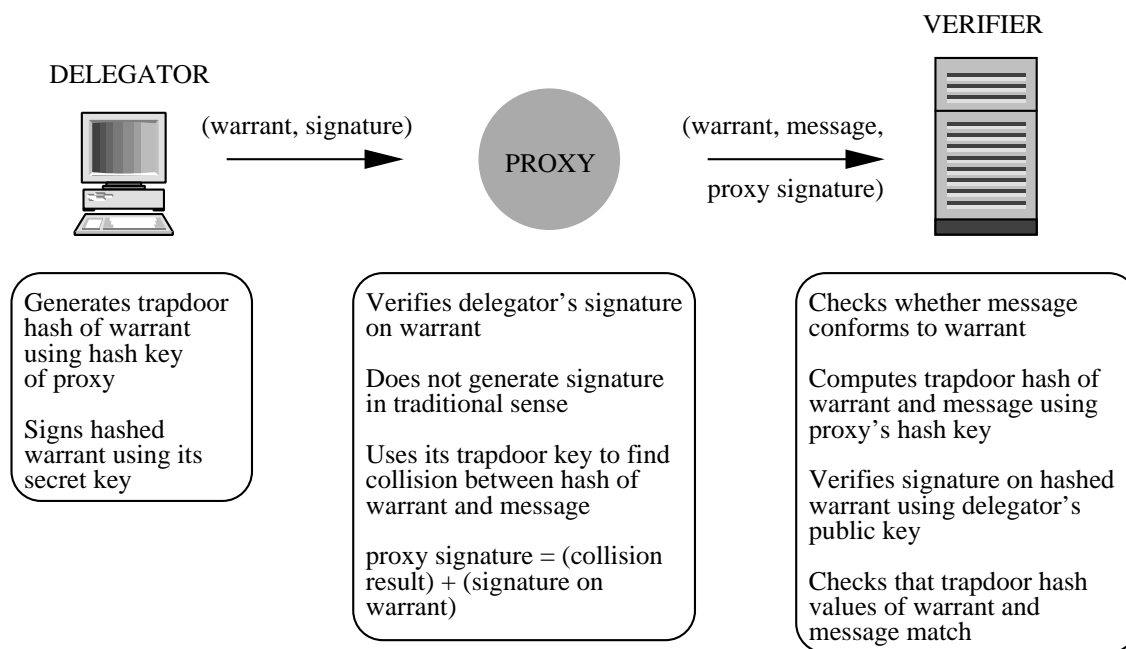 DELEGATOR
(warrant, signature)
PROXY
(warrant, message,
proxy signature)
VERIFIER
Generates trapdoor
hash of warrant
using hash key
of proxy
Signs hashed
warrant using its
secret key
Verifies delegator’s signature
on warrant
Does not generate signature
in traditional sense
Uses its trapdoor key to find
collision between hash of
warrant and message
proxy signature = (collision
result) + (signature on
warrant)
Checks whether message
conforms to warrant
Computes trapdoor hash of
warrant and message using
proxy’s hash key
Verifies signature on hashed
warrant using delegator’s
public key
Checks that trapdoor hash
values of warrant and
message match